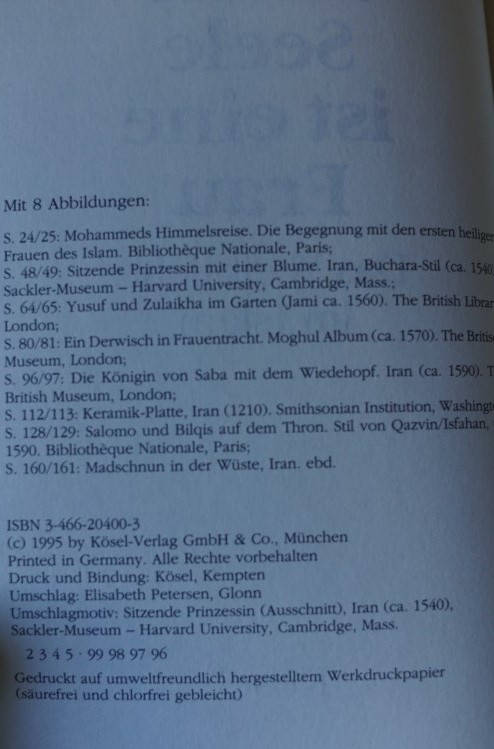 Seele
ist eine
Frau
Mit 8 Abbildungen:
S. 24/25: Mohammeds Himmelsreise. Die Begegnung mit den ersten heiligen
Frauen des Islam. Bibliothèque Nationale, Paris;
S. 48/49: Sitzende Prinzessin mit einer Blume. Iran, Buchara-Stil (ca. 1540
Sackler-Museum – Harvard University, Cambridge, Mass.;
S. 64/65: Yusuf und Zulaikha im Garten (Jami ca. 1560). The British Librar
London;
S. 80/81: Ein Derwisch in Frauentracht. Moghul Album (ca. 1570). The Britis
Museum, London;
S. 96/97: Die Königin von Saba mit dem Wiedehopf. Iran (ca. 1590). T
British Museum, London;
S. 112/113: Keramik-Platte, Iran (1210). Smithsonian Institution, Washingt
S. 128/129: Salomo und Bilqis auf dem Thron. Stil von Qazvin/Isfahan,
1590. Bibliothèque Nationale, Paris;
S. 160/161: Madschnun in der Wüste, Iran. ebd.
ISBN 3-466-20400-3
(c) 1995 by Kösel-Verlag GmbH & Co., München
Printed in Germany. Alle Rechte vorbehalten
Druck und Bindung: Kösel, Kempten
Umschlag: Elisabeth Petersen, Glonn
Umschlagmotiv: Sitzende Prinzessin (Ausschnitt), Iran (ca. 1540),
Sackler-Museum – Harvard University, Cambridge, Mass.
2 3 4 5 · 99 98 97 96
Gedruckt auf umweltfreundlich hergestelltem Werkdruckpapier
(säurefrei und chlorfrei gebleicht)